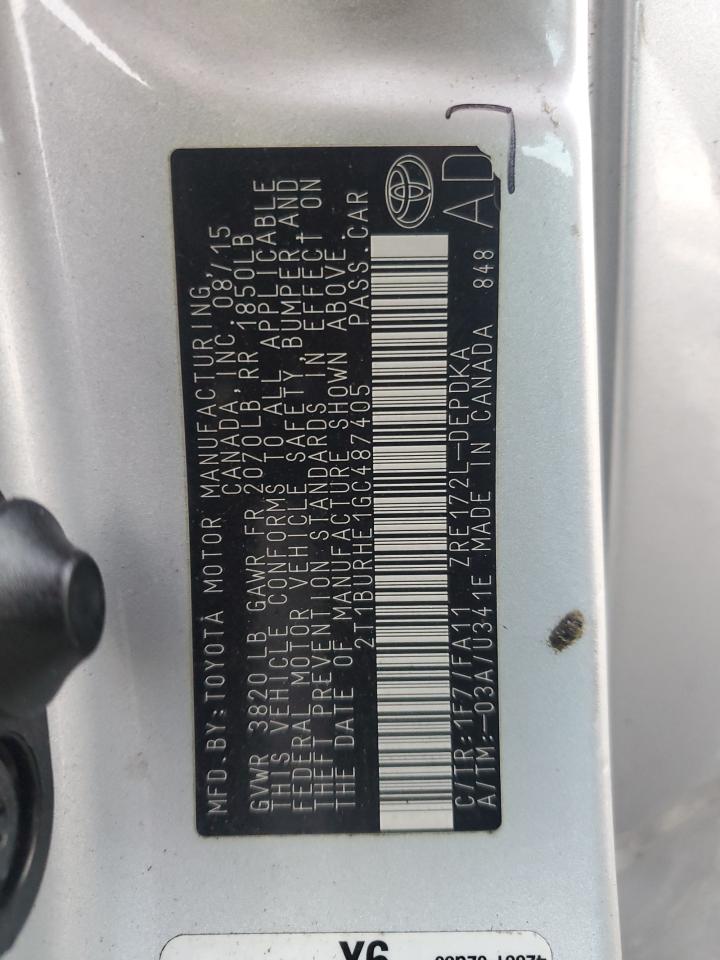 MFD.BY:TOYOTA MOTOR MANUFACTURING,
CANADA, INC. 08/15
GVWR 3820LB GAWR FR 2070LB RR 1850LB
THIS VEHICLE CONFORMS TO ALL APPLICABLE
FEDERAL MOTOR VEHICLE SAFETY,BUMPER,AND
THEFT PREVENTION STANDARDS IN EFFECT ON
THE DATE OF MANUFACTURE SHOWN ABOVE.
2T1BURHE1GC487405 PASS.CAR
C/TR:1F7/FA11 ZRE172L-DEPDKA
A/TM:-03A/U341E MADE IN CANADA 848
AD